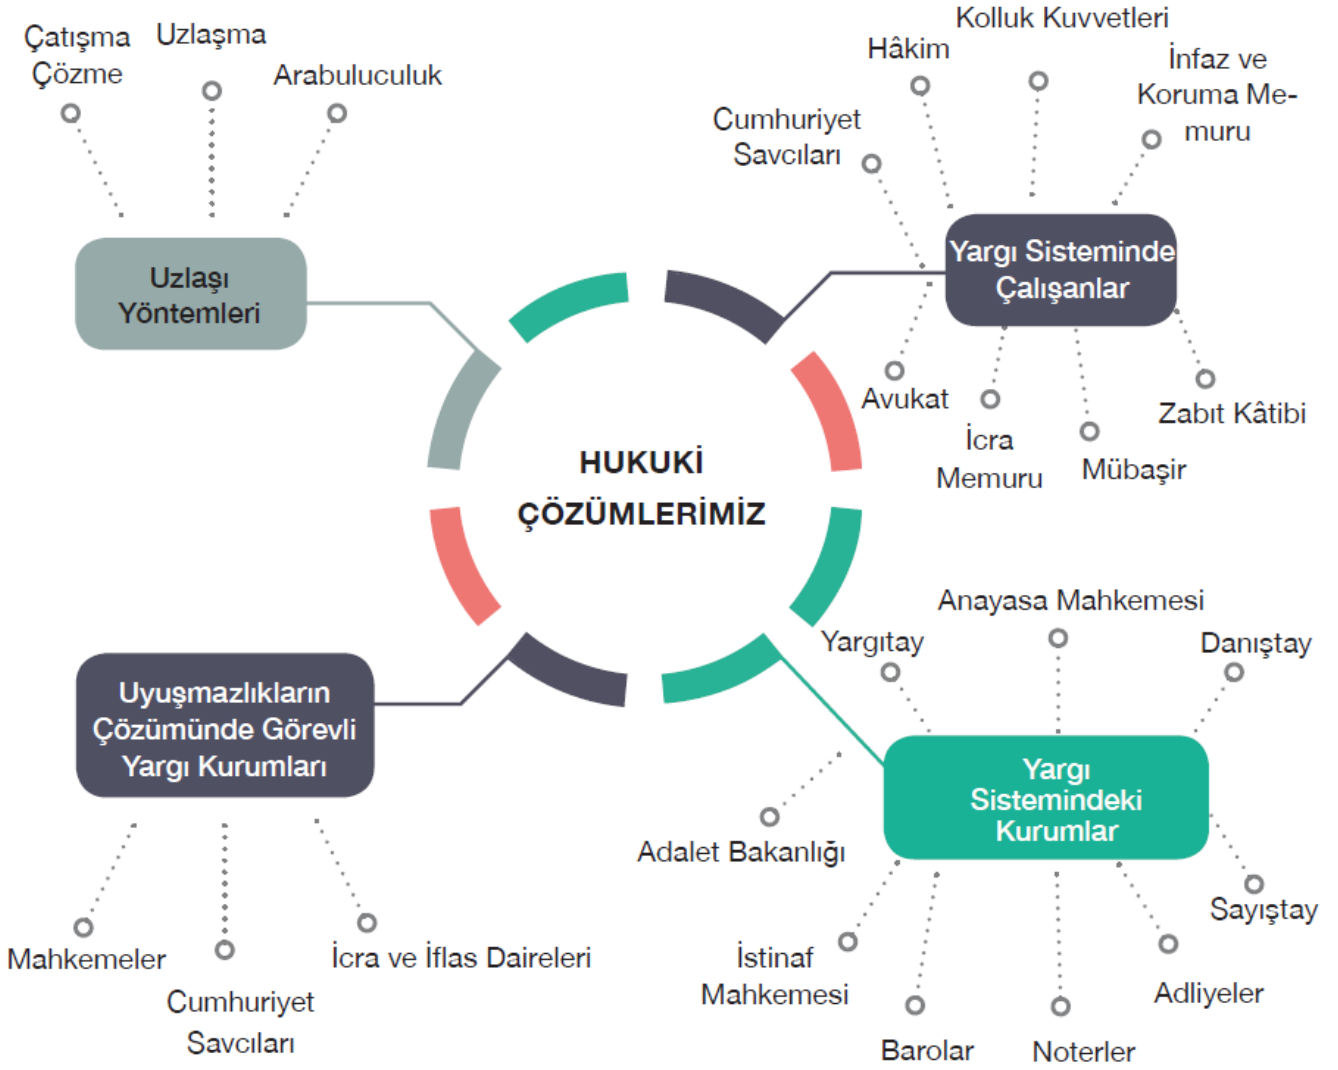 Çatışma
Çözme
Uzlaşma
Arabuluculuk
Uzlaşı
Yöntemleri
Kolluk Kuvvetleri
Hâkim
İnfaz ve
Koruma Me-
muru
Cumhuriyet
Savcıları
Yargı Sisteminde
Çalışanlar
Avukat
İcra
Memuru
Mübaşir
Zabıt Kâtibi
HUKUKİ
ÇÖZÜMLERİMİZ
Uyuşmazlıkların
Çözümünde Görevli
Yargı Kurumları
Mahkemeler
Cumhuriyet
Savcıları
İcra ve İflas Daireleri
Anayasa Mahkemesi
Yargıtay
Danıştay
Yargı
Sistemindeki
Kurumlar
Adalet Bakanlığı
İstinaf
Mahkemesi
Barolar
Noterler
Adliyeler
Sayıştay